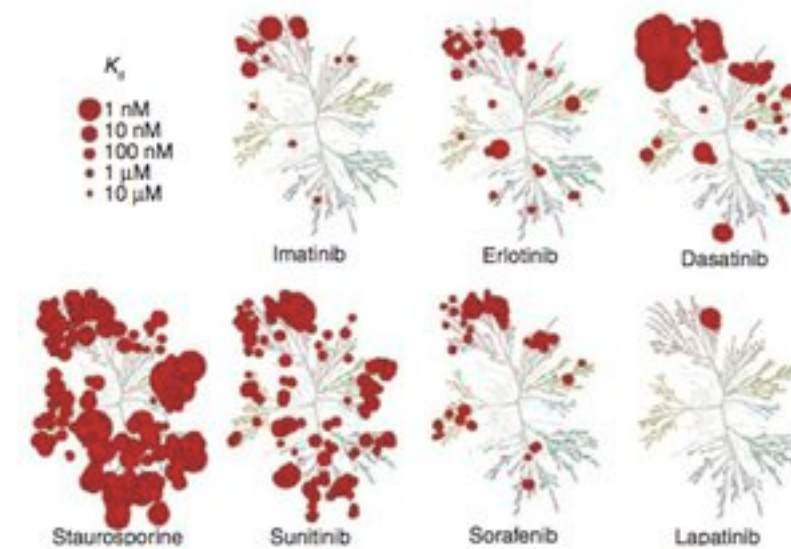 Kd
1 nM
10 nM
100 nM
1 μM
10 μM
Imatinib
Erlotinib
Dasatinib
Staurosporine
Sunitinib
Sorafenib
Lapatinib